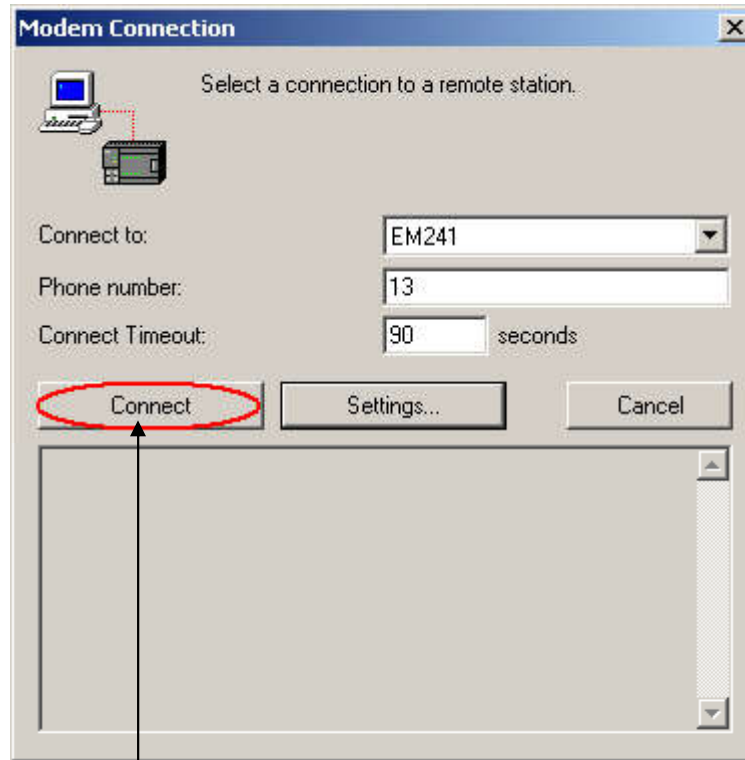 Modem Connection
Select a connection to a remote station.
Connect to: EM241
Phone number: 13
Connect Timeout: 90 seconds
Connect Settings... Cancel